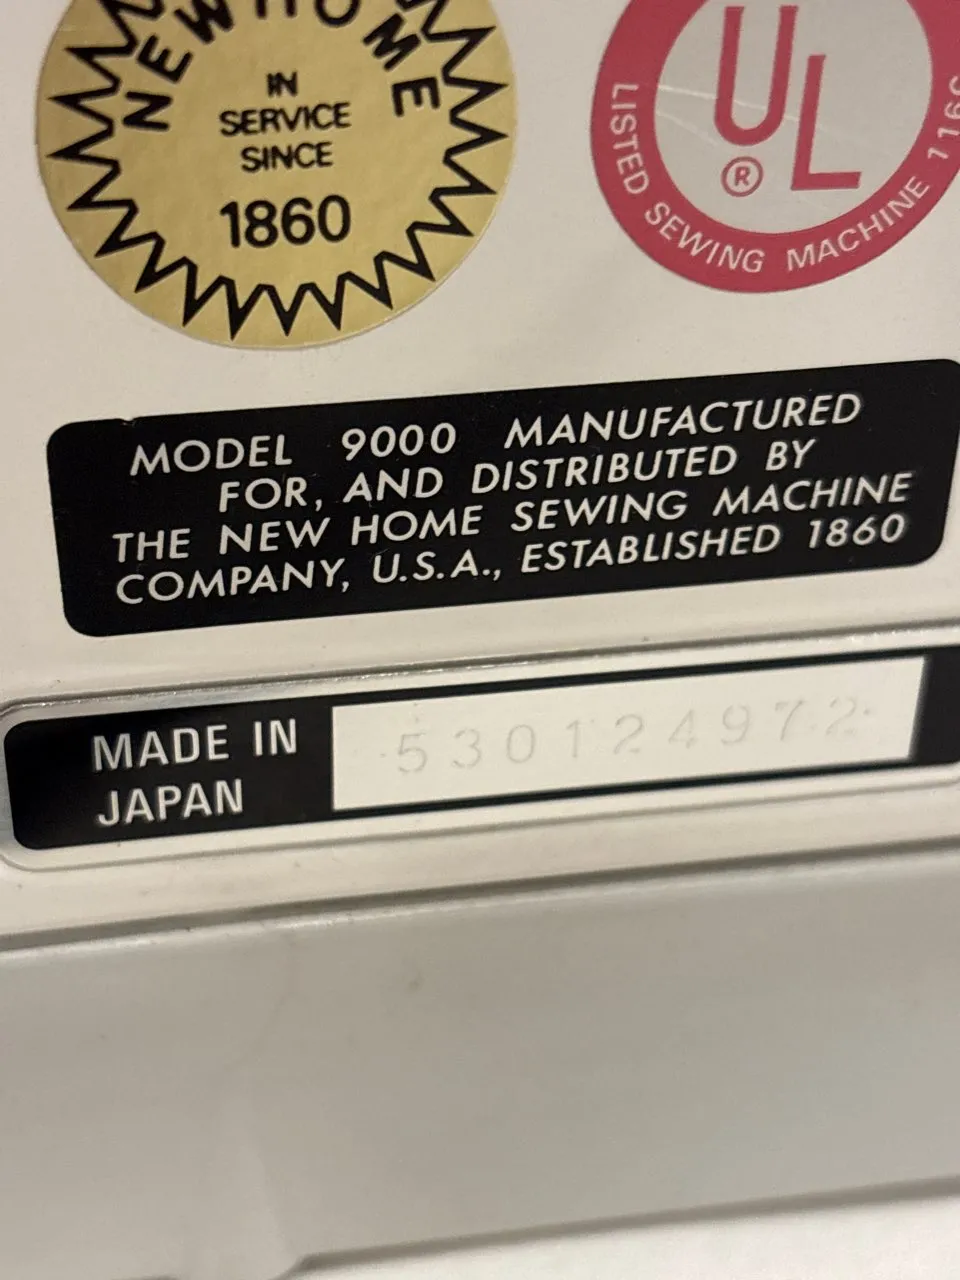 NEW HOME
IN
SERVICE
SINCE
1860
UL
®
LISTED SEWING MACHINE 116C
MODEL 9000 MANUFACTURED
FOR, AND DISTRIBUTED BY
THE NEW HOME SEWING MACHINE
COMPANY, U.S.A., ESTABLISHED 1860
MADE IN
JAPAN
530124972